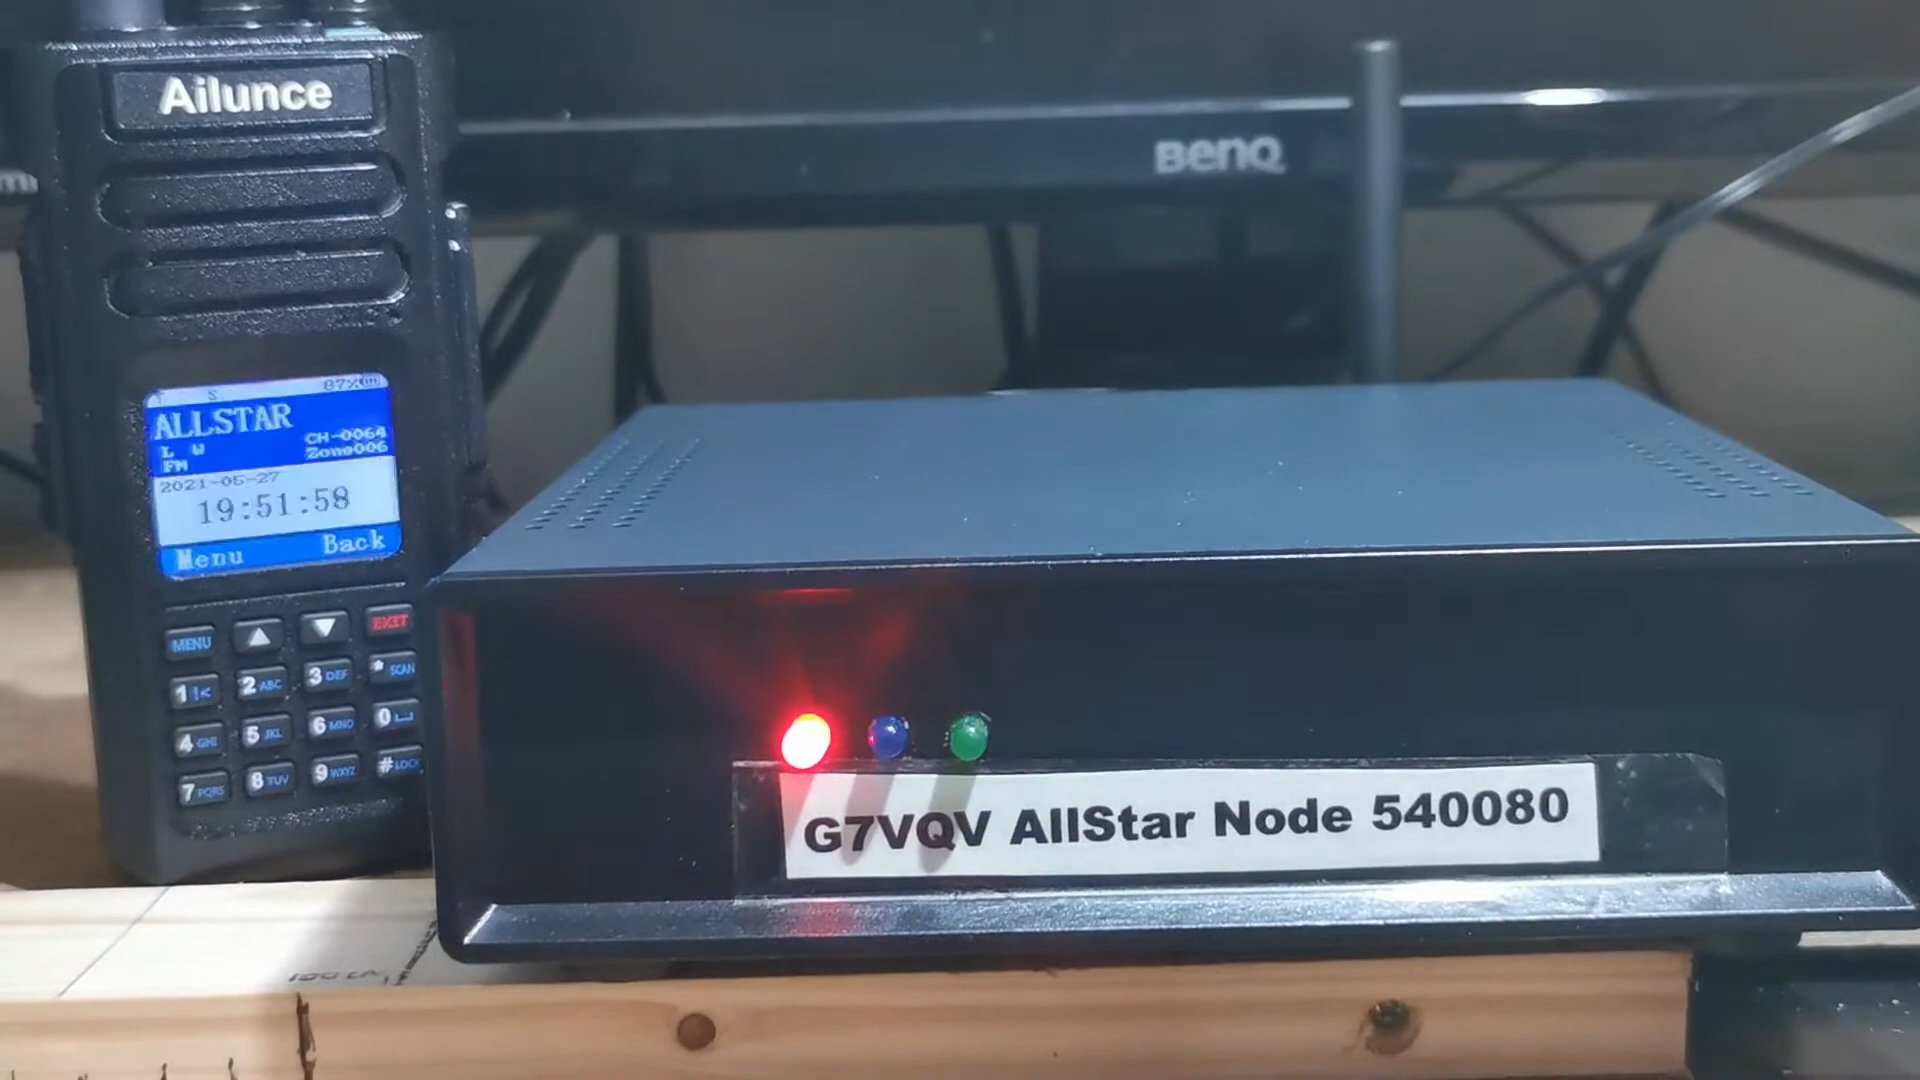 Ailunce
BenQ
S 87%
ALLSTAR
L W
CH-0064
FM
Zone006
2021-05-27
19:51:58
Menu Back
MENU ▲ ▼ EXIT
1 2 ABC 3 DEF * SCAN
4 GHI 5 JKL 6 MNO 0
7 PQRS 8 TUV 9 WXYZ # LOCK
G7VQV AllStar Node 540080